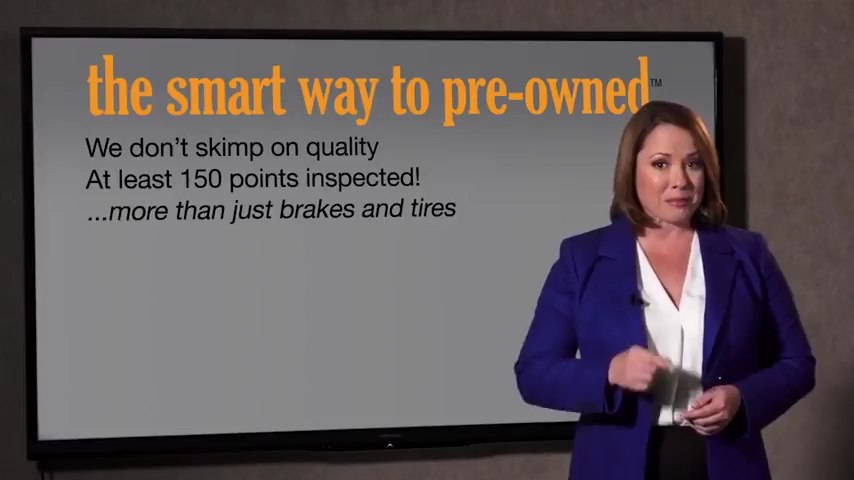 the smart way to pre-owned™
We don't skimp on quality
At least 150 points inspected!
...more than just brakes and tires